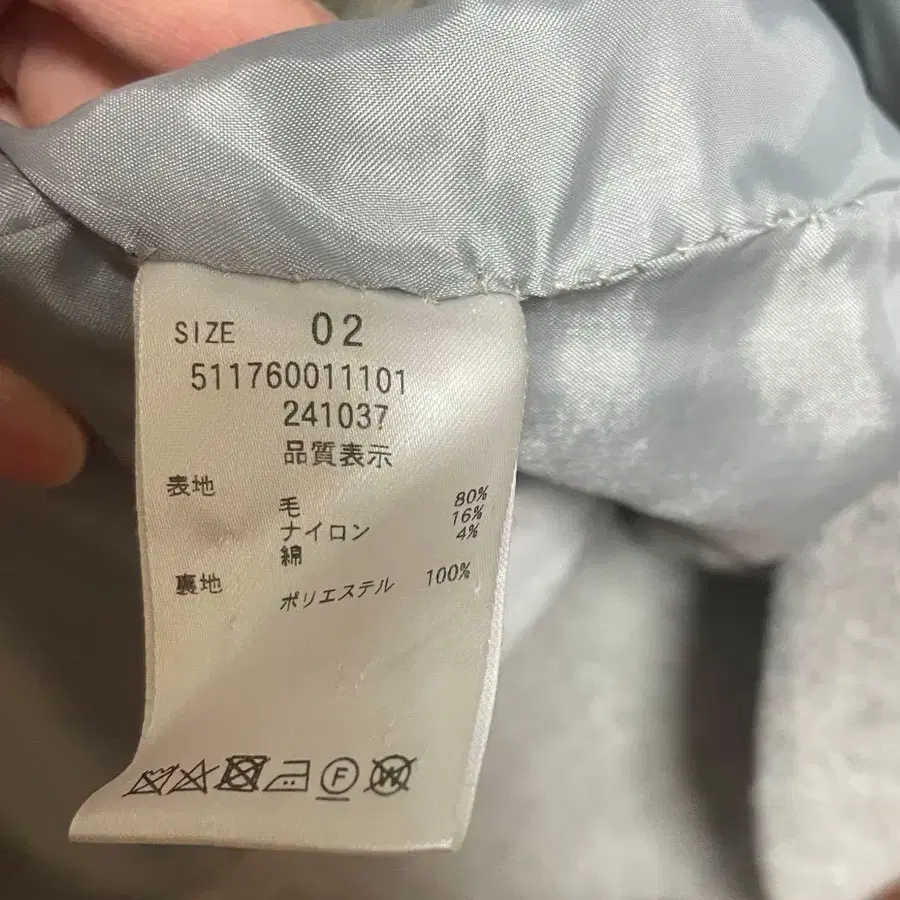 SIZE 02
511760011101
241037
品質表示
表地
毛 80%
ナイロン 16%
綿 4%
裏地
ポリエステル 100%
F W